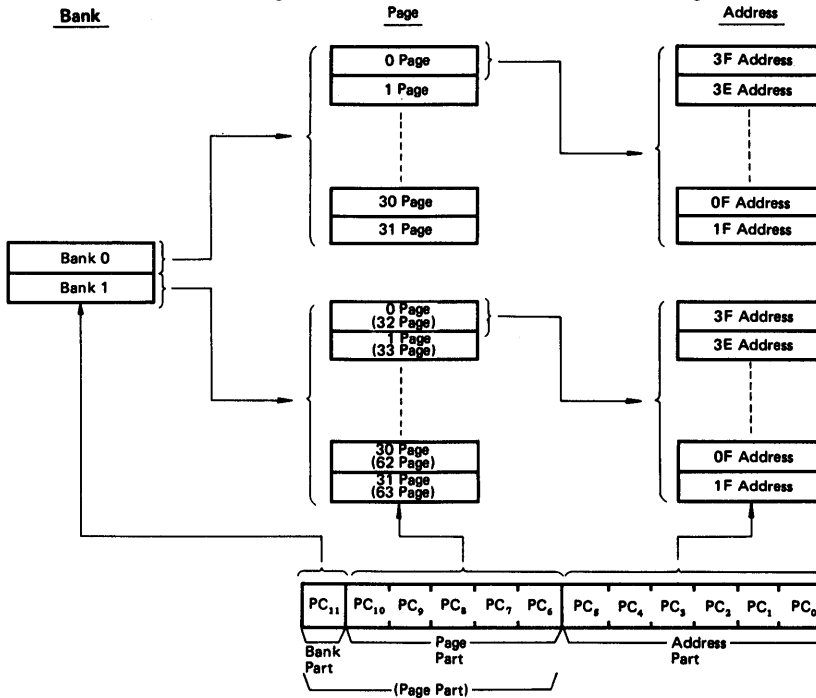 Bank
Page
Address
0 Page
1 Page
30 Page
31 Page
3F Address
3E Address
0F Address
1F Address
Bank 0
Bank 1
0 Page
(32 Page)
1 Page
(33 Page)
30 Page
(62 Page)
31 Page
(63 Page)
3F Address
3E Address
0F Address
1F Address
PC11 PC10 PC9 PC8 PC7 PC6 PC5 PC4 PC3 PC2 PC1 PC0
Bank
Part
Page
Part
Address
Part
(Page Part)